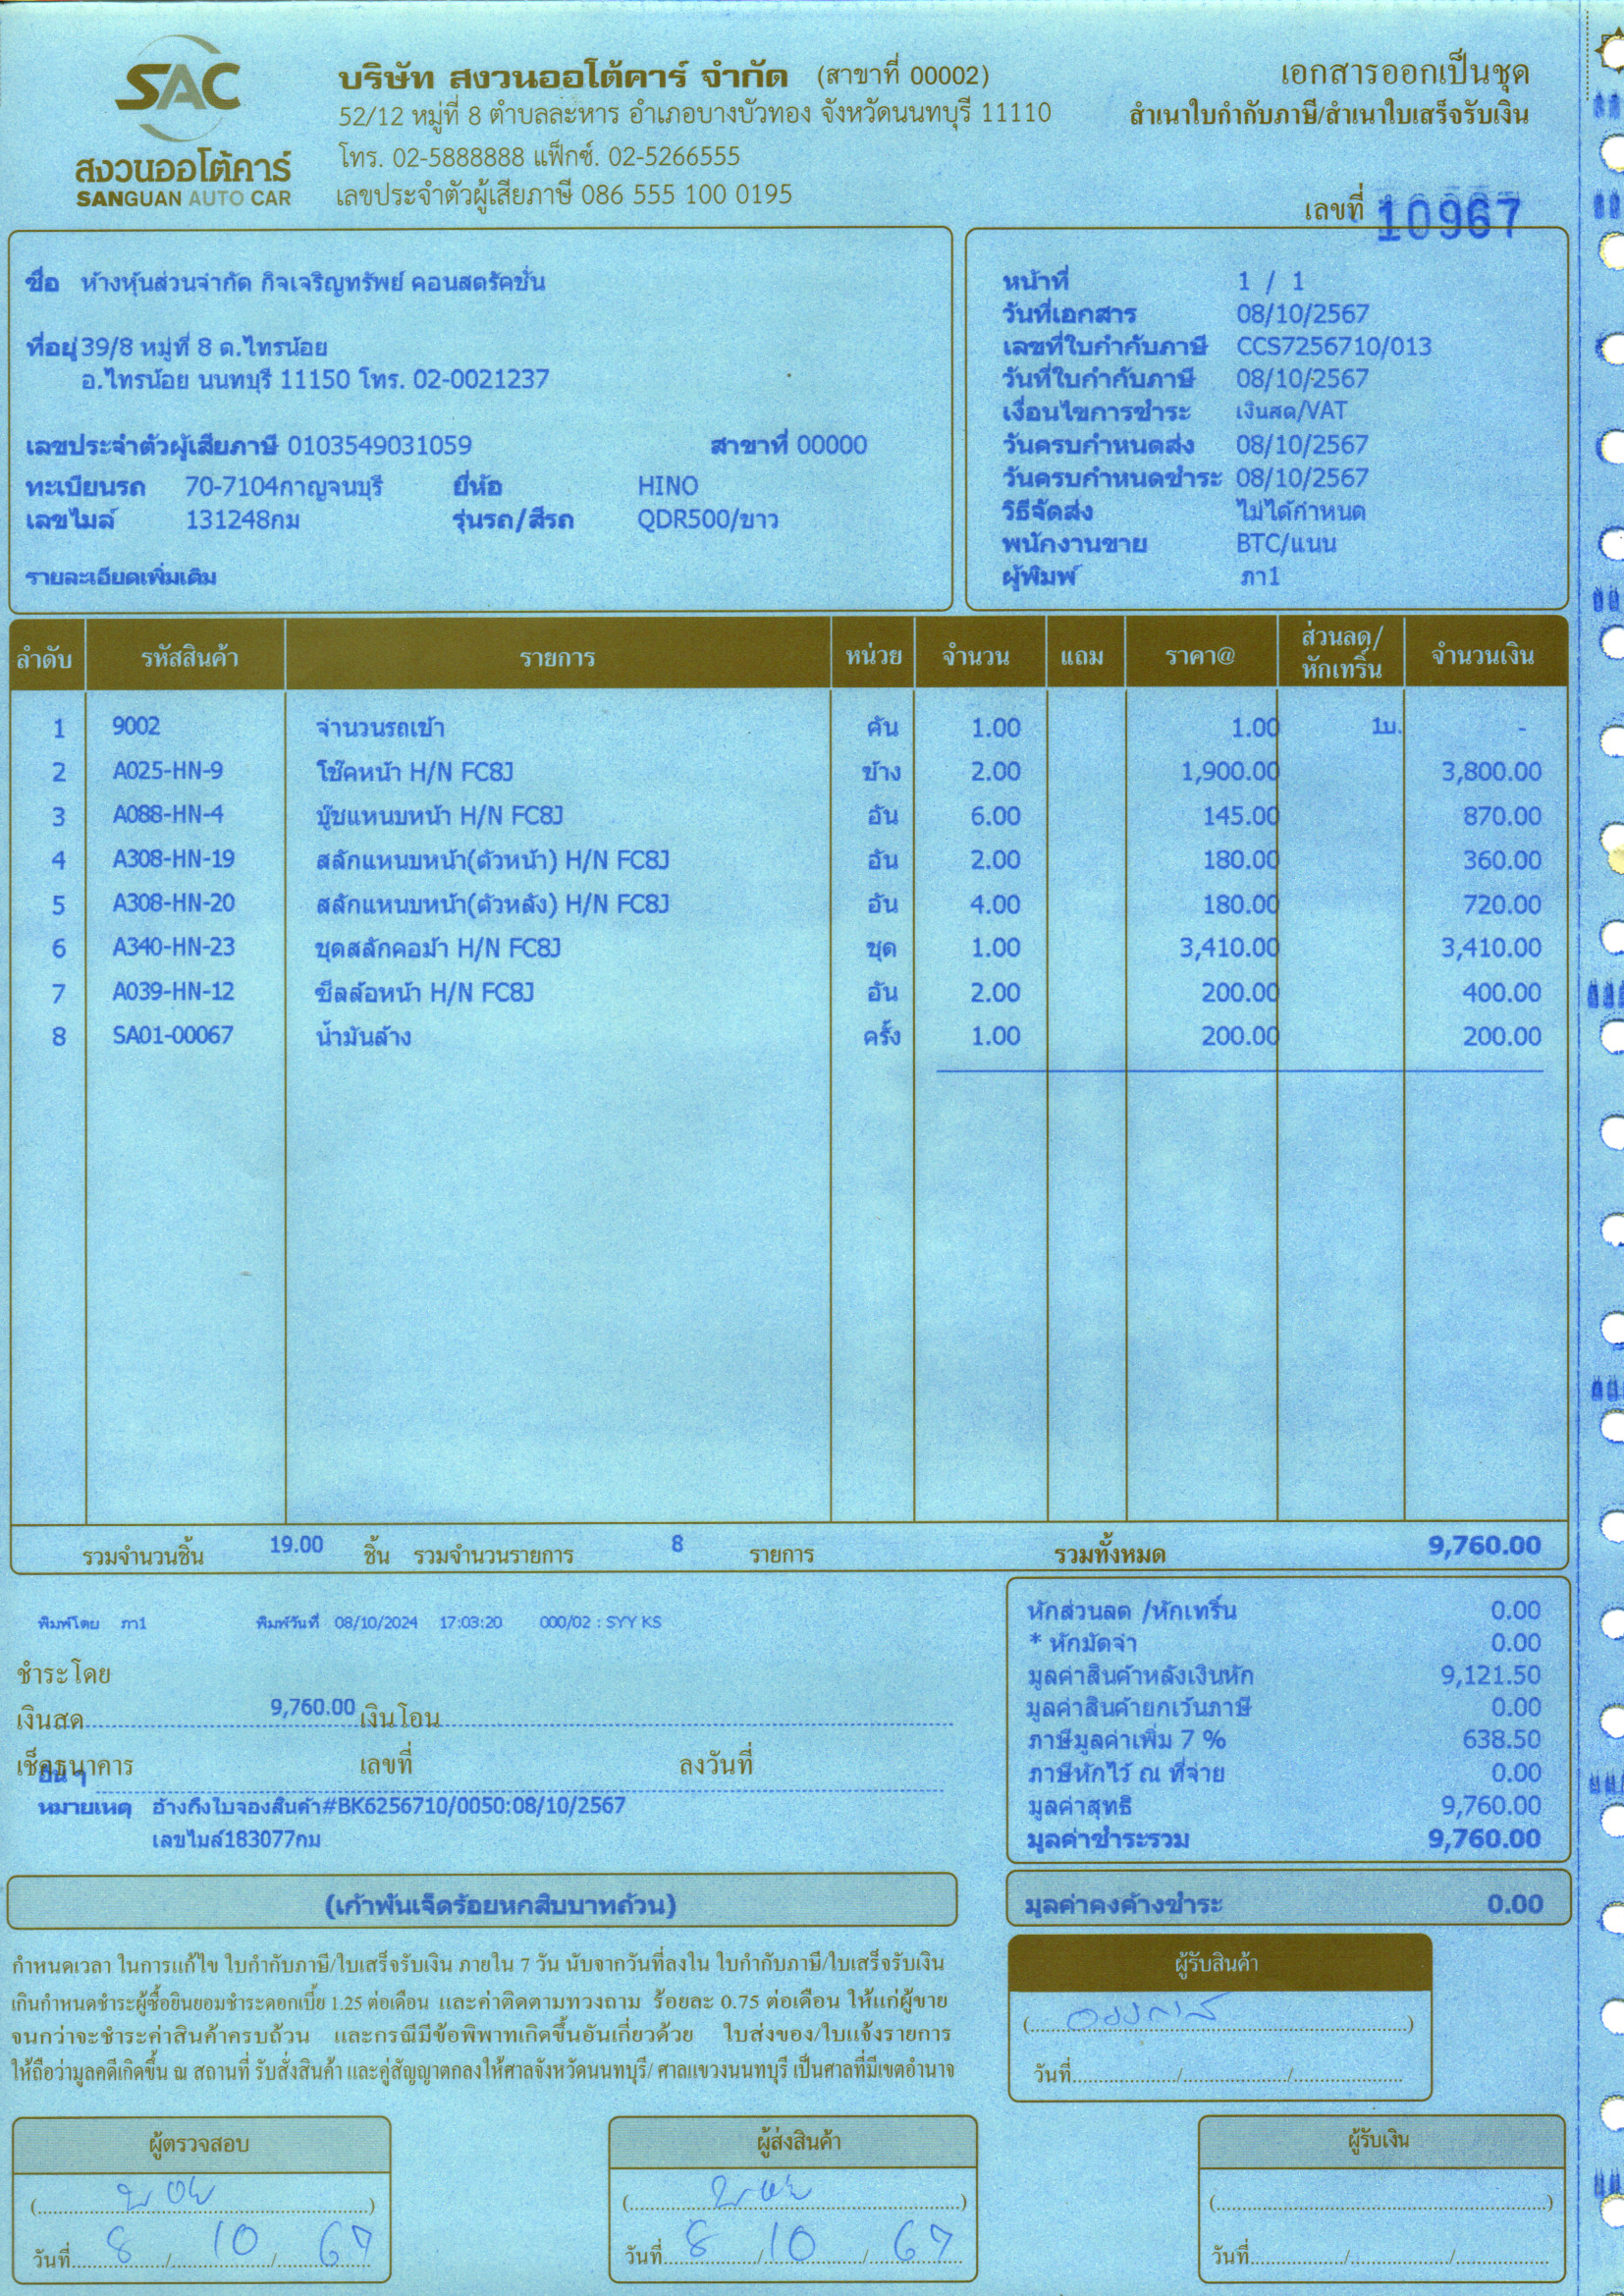 SAC
สงวนออโต้คาร์
SANGUAN AUTO CAR
บริษัท สงวนออโต้คาร์ จำกัด (สาขาที่ 00002)
52/12 หมู่ที่ 8 ตำบลละหาร อำเภอบางบัวทอง จังหวัดนนทบุรี 11110
โทร. 02-5888888 แฟ็กซ์. 02-5266555
เลขประจำตัวผู้เสียภาษี 086 555 100 0195
เอกสารออกเป็นชุด
สำเนาใบกำกับภาษี/สำเนาใบเสร็จรับเงิน
เลขที่ 10967
ชื่อ ห้างหุ้นส่วนจำกัด กิจเจริญทรัพย์ คอนสตรัคชั่น
ที่อยู่ 39/8 หมู่ที่ 8 ต.ไทรน้อย
อ.ไทรน้อย นนทบุรี 11150 โทร. 02-0021237
เลขประจำตัวผู้เสียภาษี 0103549031059 สาขาที่ 00000
ทะเบียนรถ 70-7104กาญจนบุรี ยี่ห้อ HINO
เลขไมล์ 131248กม รุ่นรถ/สีรถ QDR500/ขาว
รายละเอียดเพิ่มเติม
หน้าที่ 1 / 1
วันที่เอกสาร 08/10/2567
เลขที่ใบกำกับภาษี CCS7256710/013
วันที่ใบกำกับภาษี 08/10/2567
เงื่อนไขการชำระ เงินสด/VAT
วันครบกำหนดส่ง 08/10/2567
วันครบกำหนดชำระ 08/10/2567
วิธีจัดส่ง ไม่ได้กำหนด
พนักงานขาย BTC/แนน
ผู้พิมพ์ ภา1
ลำดับ รหัสสินค้า รายการ หน่วย จำนวน แถม ราคา@ ส่วนลด/หักเทริ์น จำนวนเงิน
1 9002 จำนวนรถเข้า คัน 1.00 1.00 1บ. -
2 A025-HN-9 โช๊คหน้า H/N FC8J ข้าง 2.00 1,900.00 3,800.00
3 A088-HN-4 บู๊ชแหนบหน้า H/N FC8J อัน 6.00 145.00 870.00
4 A308-HN-19 สลักแหนบหน้า(ตัวหน้า) H/N FC8J อัน 2.00 180.00 360.00
5 A308-HN-20 สลักแหนบหน้า(ตัวหลัง) H/N FC8J อัน 4.00 180.00 720.00
6 A340-HN-23 ชุดสลักคอม้า H/N FC8J ชุด 1.00 3,410.00 3,410.00
7 A039-HN-12 ซีลล้อหน้า H/N FC8J อัน 2.00 200.00 400.00
8 SA01-00067 น้ำมันล้าง ครั้ง 1.00 200.00 200.00
รวมจำนวนชิ้น 19.00 ชิ้น รวมจำนวนรายการ 8 รายการ รวมทั้งหมด 9,760.00
พิมพ์โดย ภา1 พิมพ์วันที่ 08/10/2024 17:03:20 000/02 : SYY KS
ชำระโดย
เงินสด 9,760.00 เงินโอน
เช็คธนาคาร เลขที่ ลงวันที่
อื่น ๆ
หมายเหตุ อ้างถึงใบจองสินค้า#BK6256710/0050:08/10/2567
เลขไมล์183077กม
หักส่วนลด /หักเทริ์น 0.00
* หักมัดจำ 0.00
มูลค่าสินค้าหลังเงินหัก 9,121.50
มูลค่าสินค้ายกเว้นภาษี 0.00
ภาษีมูลค่าเพิ่ม 7 % 638.50
ภาษีหักไว้ ณ ที่จ่าย 0.00
มูลค่าสุทธิ 9,760.00
มูลค่าชำระรวม 9,760.00
(เก้าพันเจ็ดร้อยหกสิบบาทถ้วน)
มูลค่าคงค้างชำระ 0.00
กำหนดเวลา ในการแก้ไข ใบกำกับภาษี/ใบเสร็จรับเงิน ภายใน 7 วัน นับจากวันที่ลงใน ใบกำกับภาษี/ใบเสร็จรับเงิน
เกินกำหนดชำระผู้ซื้อยินยอมชำระดอกเบี้ย 1.25 ต่อเดือน และค่าติดตามทวงถาม ร้อยละ 0.75 ต่อเดือน ให้แก่ผู้ขาย
จนกว่าจะชำระค่าสินค้าครบถ้วน และกรณีมีข้อพิพาทเกิดขึ้นอันเกี่ยวด้วย ใบส่งของ/ใบแจ้งรายการ
ให้ถือว่ามูลคดีเกิดขึ้น ณ สถานที่ รับสั่งสินค้า และคู่สัญญาตกลงให้ศาลจังหวัดนนทบุรี/ ศาลแขวงนนทบุรี เป็นศาลที่มีเขตอำนาจ
ผู้รับสินค้า
วันที่
ผู้ตรวจสอบ
วันที่ 8 / 10 / 67
ผู้ส่งสินค้า
วันที่ 8 / 10 / 67
ผู้รับเงิน
วันที่